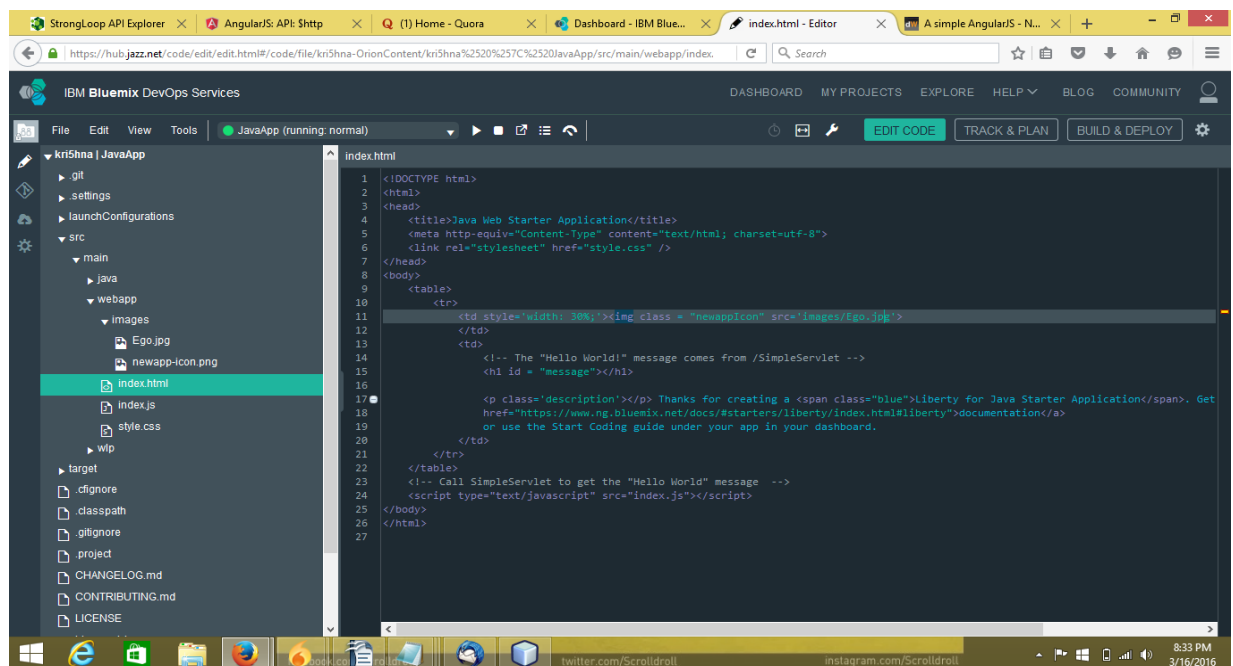 StrongLoop API Explorer
AngularJS: API: $http
(1) Home - Quora
Dashboard - IBM Blue...
index.html - Editor
dw A simple AngularJS - N...
https://hub.jazz.net/code/edit/edit.html#/code/file/kri5hna-OrionContent/kri5hna%2520%257C%2520JavaApp/src/main/webapp/index.
Search
IBM Bluemix DevOps Services
DASHBOARD MY PROJECTS EXPLORE HELP BLOG COMMUNITY
File Edit View Tools JavaApp (running: normal) EDIT CODE TRACK & PLAN BUILD & DEPLOY
kri5hna | JavaApp
.git
.settings
launchConfigurations
src
main
java
webapp
images
Ego.jpg
newapp-icon.png
index.html
index.js
style.css
wlp
target
.cfignore
.classpath
.gitignore
.project
CHANGELOG.md
CONTRIBUTING.md
LICENSE
index.html
1 <!DOCTYPE html>
2 <html>
3 <head>
4 <title>Java Web Starter Application</title>
5 <meta http-equiv="Content-Type" content="text/html; charset=utf-8">
6 <link rel="stylesheet" href="style.css" />
7 </head>
8 <body>
9 <table>
10 <tr>
11 <td style='width: 30%;'><img class = "newappIcon" src='images/Ego.jpg'>
12 </td>
13 <td>
14 <!-- The "Hello World!" message comes from /SimpleServlet -->
15 <h1 id = "message"></h1>
16
17 <p class='description'></p> Thanks for creating a <span class="blue">Liberty for Java Starter Application</span>. Get
18 href="https://www.ng.bluemix.net/docs/#starters/liberty/index.html#liberty">documentation</a>
19 or use the Start Coding guide under your app in your dashboard.
20 </td>
21 </tr>
22 </table>
23 <!-- Call SimpleServlet to get the "Hello World" message -->
24 <script type="text/javascript" src="index.js"></script>
25 </body>
26 </html>
27
twitter.com/Scrolldroll
instagram.com/Scrolldroll
8:33 PM
3/16/2016